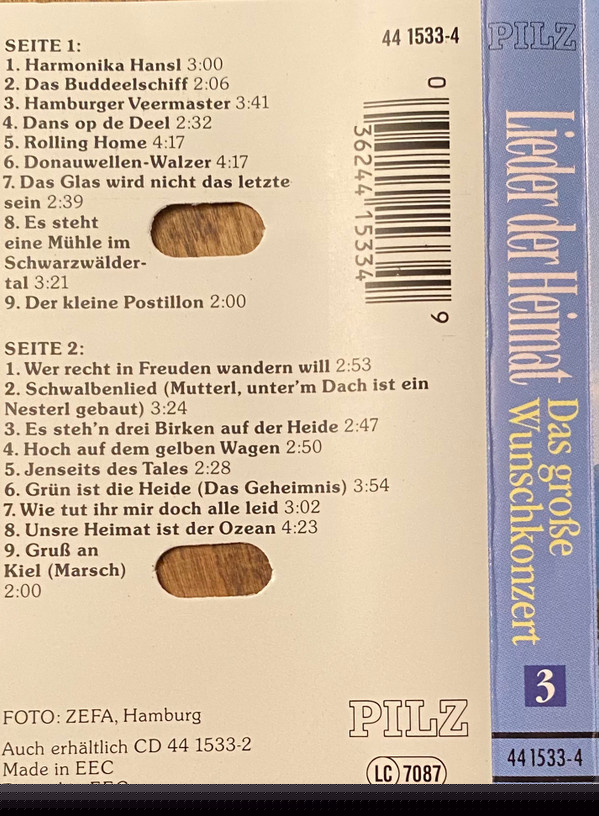 SEITE 1:
1. Harmonika Hansl 3:00
2. Das Buddeelschiff 2:06
3. Hamburger Veermaster 3:41
4. Dans op de Deel 2:32
5. Rolling Home 4:17
6. Donauwellen-Walzer 4:17
7. Das Glas wird nicht das letzte
sein 2:39
8. Es steht
eine Mühle im
Schwarzwälder-
tal 3:21
9. Der kleine Postillon 2:00
SEITE 2:
1. Wer recht in Freuden wandern will 2:53
2. Schwalbenlied (Mutterl, unter'm Dach ist ein
Nesterl gebaut) 3:24
3. Es steh'n drei Birken auf der Heide 2:47
4. Hoch auf dem gelben Wagen 2:50
5. Jenseits des Tales 2:28
6. Grün ist die Heide (Das Geheimnis) 3:54
7. Wie tut ihr mir doch alle leid 3:02
8. Unsre Heimat ist der Ozean 4:23
9. Gruß an
Kiel (Marsch)
2:00
FOTO: ZEFA, Hamburg
Auch erhältlich CD 44 1533-2
Made in EEC
44 1533-4
0 36244 15334 9
PILZ
LC 7087
PILZ
Lieder der Heimat
Das große
Wunschkonzert
3
44 1533-4